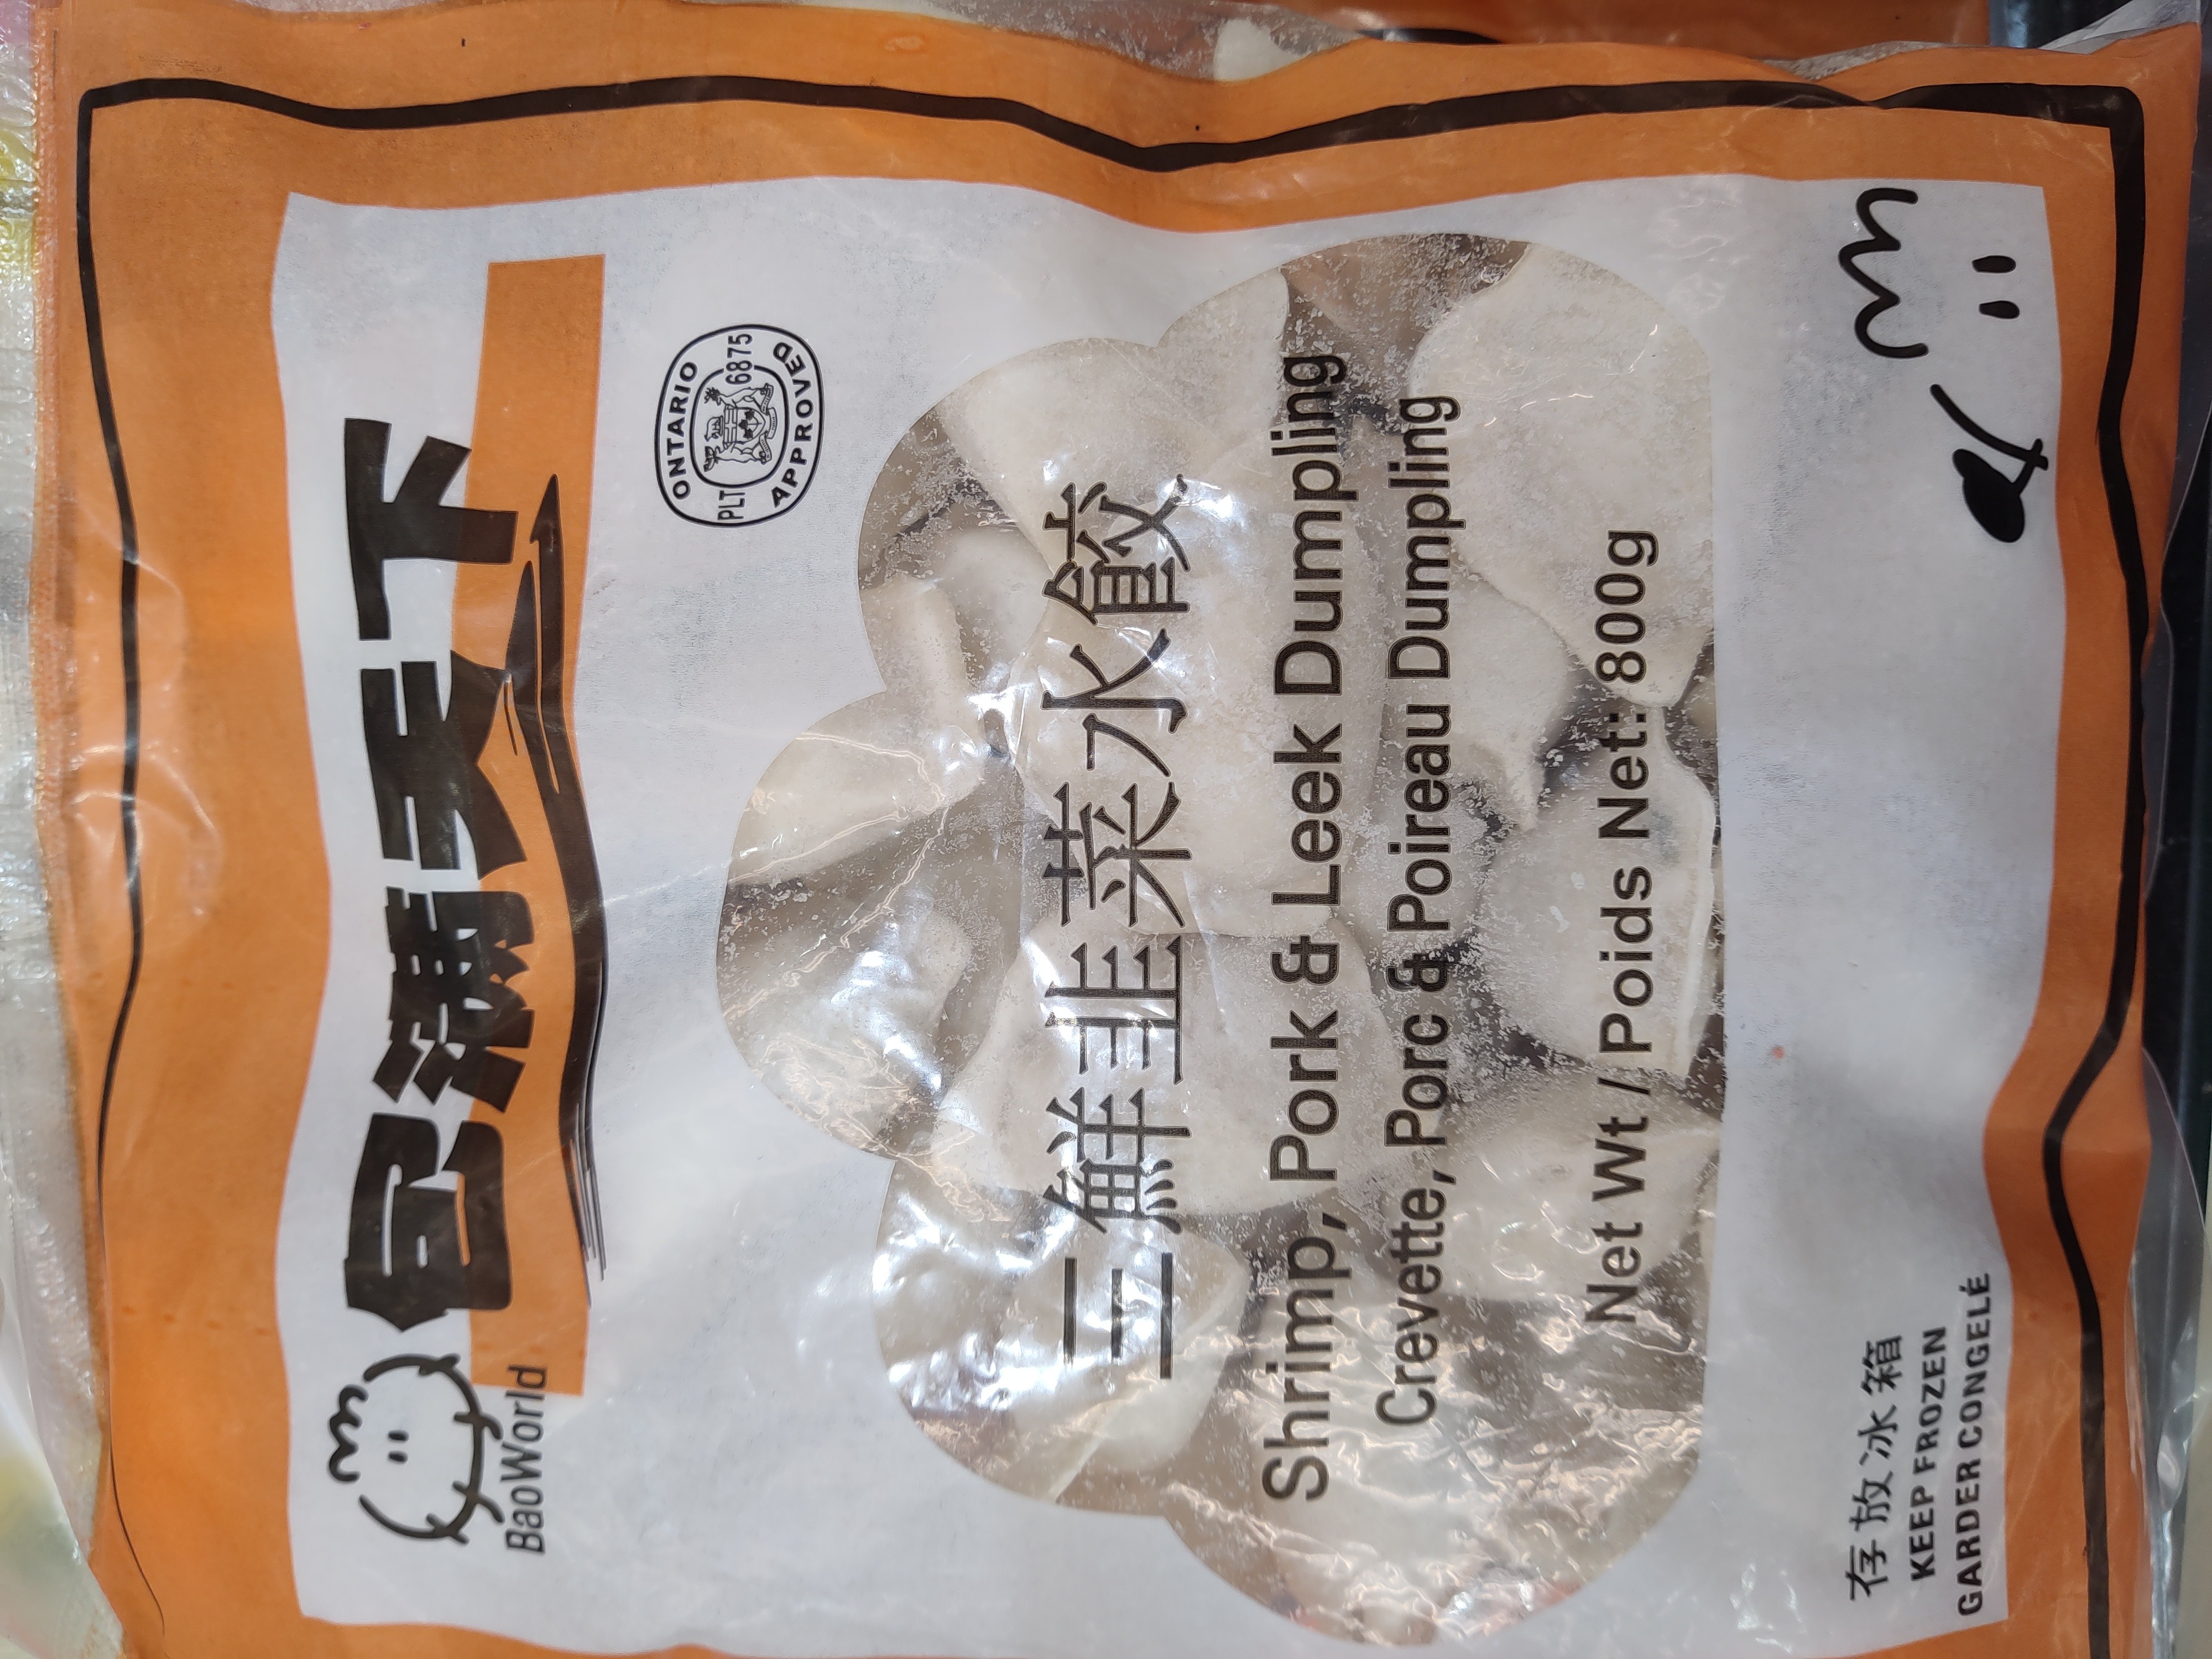 包满天下
BaoWorld
ONTARIO
PLT 6875
APPROVED
三鮮韭菜水餃
Shrimp, Pork & Leek Dumpling
Crevette, Porc & Poireau Dumpling
Net Wt / Poids Net: 800g
存放冰箱
KEEP FROZEN
GARDER CONGELÉ